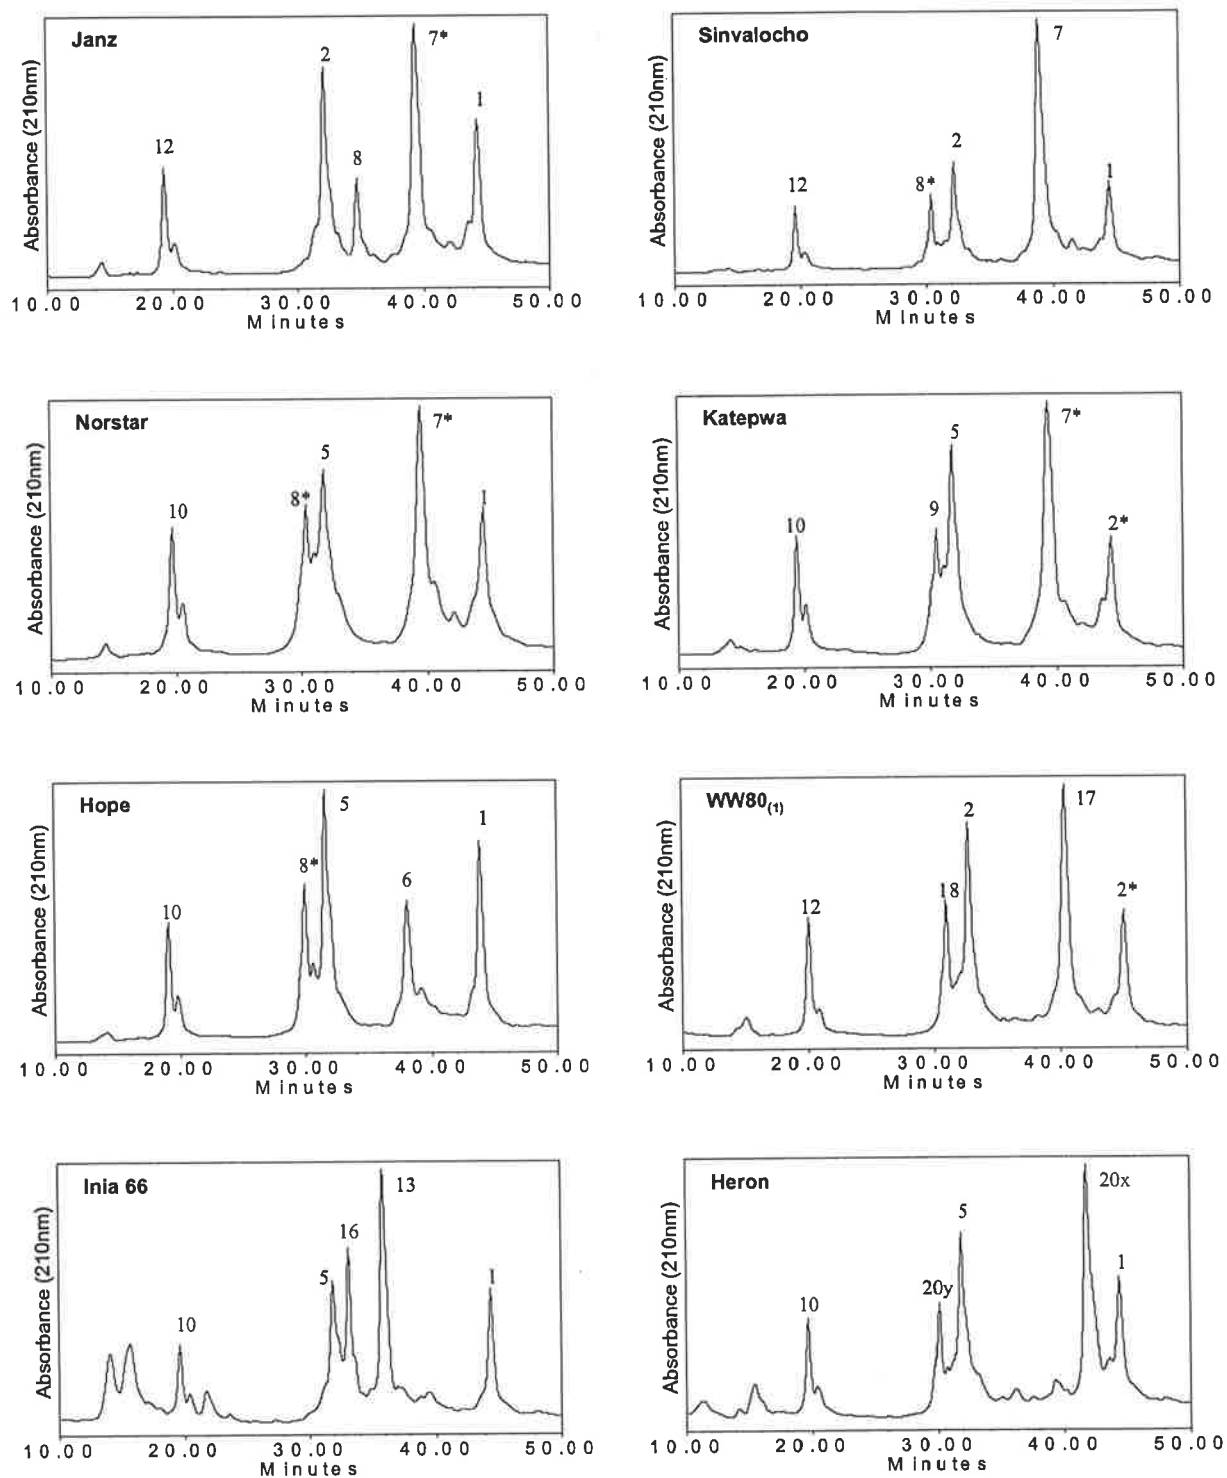 Janz
Absorbance (210nm)
12
2
8
7*
1
10.00 20.00 30.00 40.00 50.00
Minutes
Sinvalocho
Absorbance (210nm)
12
8*
2
7
1
10.00 20.00 30.00 40.00 50.00
Minutes
Norstar
Absorbance (210nm)
10
8*
5
7*
1
10.00 20.00 30.00 40.00 50.00
Minutes
Katepwa
Absorbance (210nm)
10
9
5
7*
2*
10.00 20.00 30.00 40.00 50.00
Minutes
Hope
Absorbance (210nm)
10
8*
5
6
1
10.00 20.00 30.00 40.00 50.00
Minutes
WW80(1)
Absorbance (210nm)
12
18
2
17
2*
10.00 20.00 30.00 40.00 50.00
Minutes
Inia 66
Absorbance (210nm)
10
5
16
13
1
10.00 20.00 30.00 40.00 50.00
Minutes
Heron
Absorbance (210nm)
10
20y
5
20x
1
10.00 20.00 30.00 40.00 50.00
Minutes